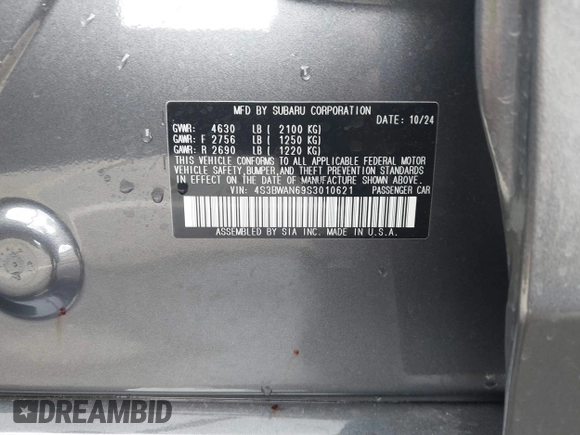 MFD BY SUBARU CORPORATION
DATE: 10/24
GVWR: 4630 LB [ 2100 KG]
GAWR: F 2756 LB [ 1250 KG]
GAWR: R 2690 LB [ 1220 KG]
THIS VEHICLE CONFORMS TO ALL APPLICABLE FEDERAL MOTOR
VEHICLE SAFETY,BUMPER, AND THEFT PREVENTION STANDARDS
IN EFFECT ON THE DATE OF MANUFACTURE SHOWN ABOVE.
VIN: 4S3BWAN69S3010621 PASSENGER CAR
ASSEMBLED BY SIA INC. MADE IN U.S.A.
DREAMBID